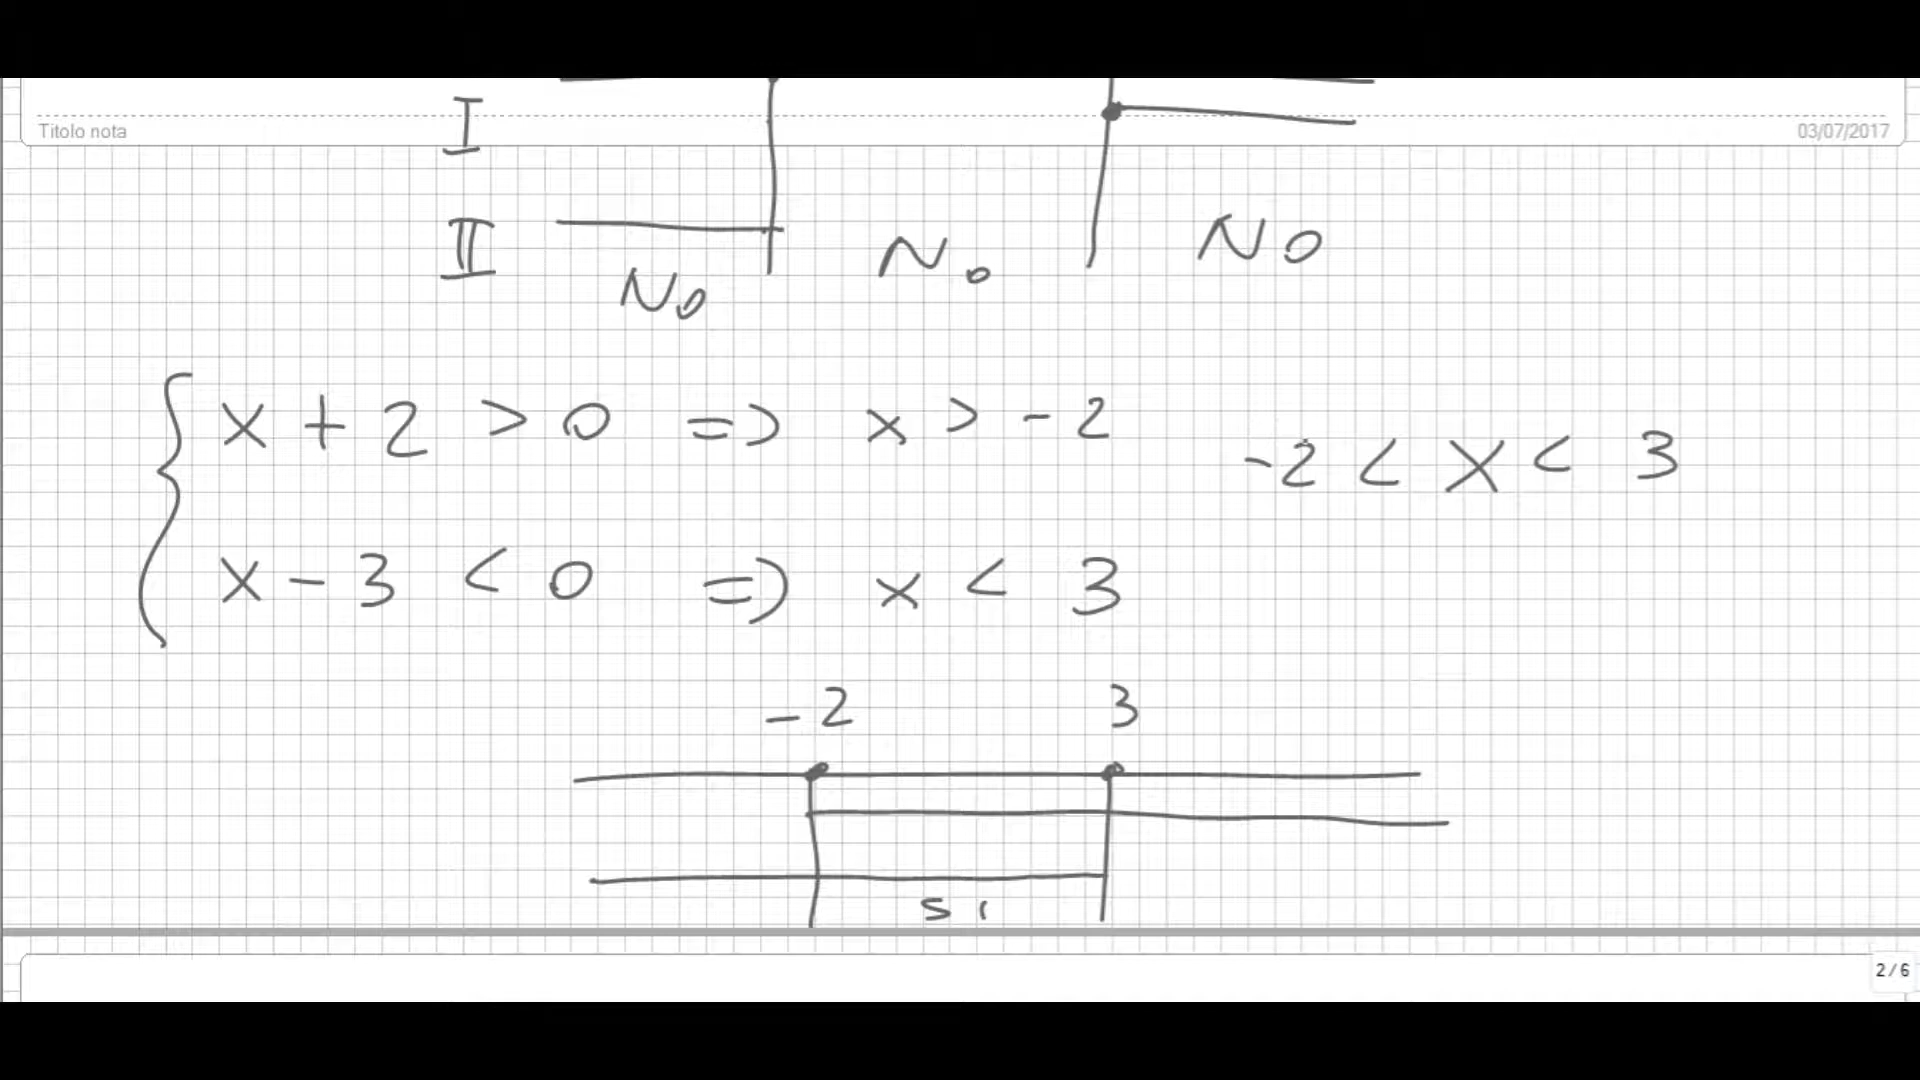 I
Titolo nota
03/07/2017
II
No
No
NO
x + 2 > 0 => x > -2
-2 < x < 3
x - 3 < 0 => x < 3
-2 3
SI
2 / 6